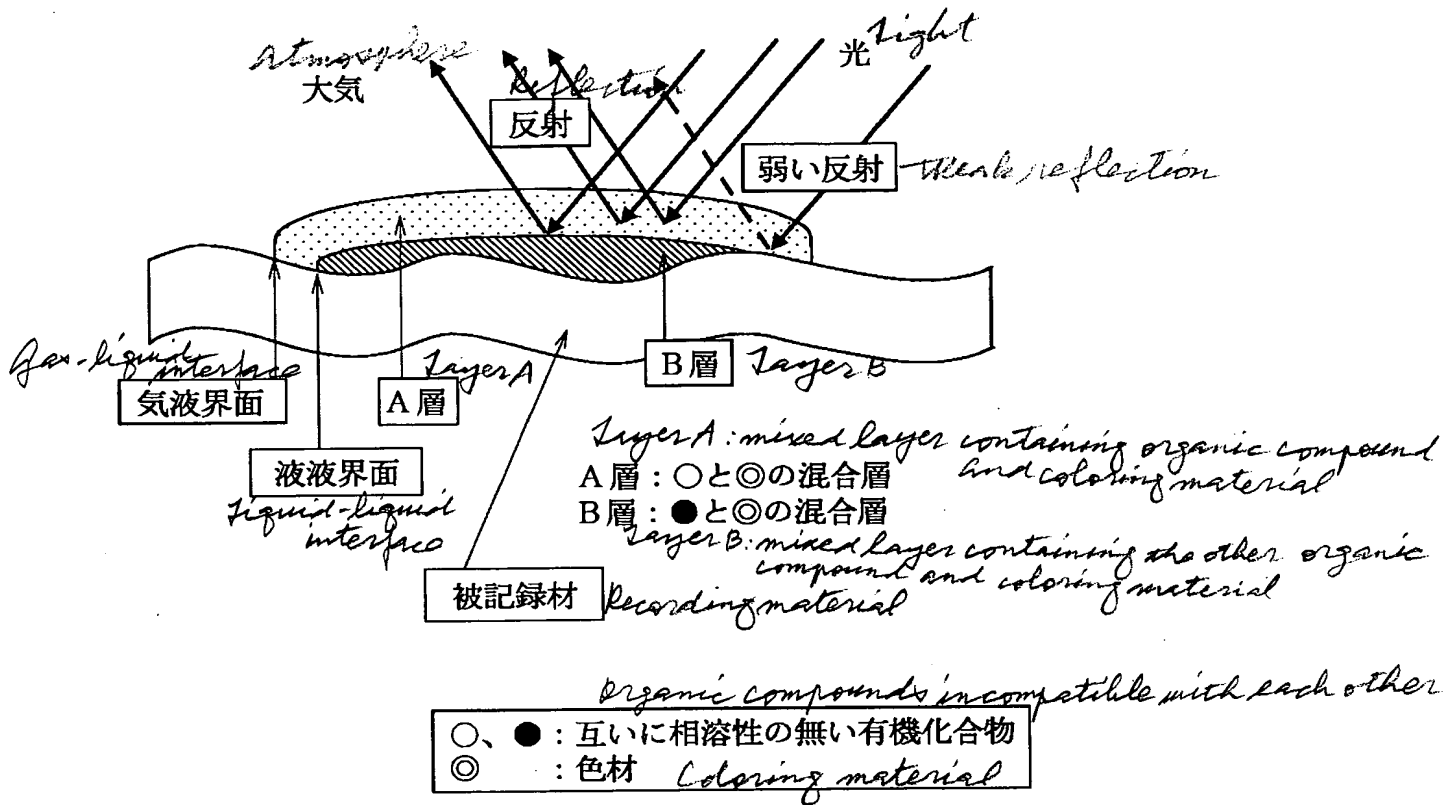 Atmosphere
大気
Reflection
反射
光 Light
弱い反射 Weak reflection
Gas-liquid
interface
気液界面
Layer A
A層
B層 Layer B
液液界面
Liquid-liquid
interface
Layer A: mixed layer containing organic compound
and coloring material
A層:○と◎の混合層
B層:●と◎の混合層
Layer B: mixed layer containing the other organic
compound and coloring material
被記録材 Recording material
Organic compounds incompatible with each other
○、●:互いに相溶性の無い有機化合物
◎ :色材 Coloring material